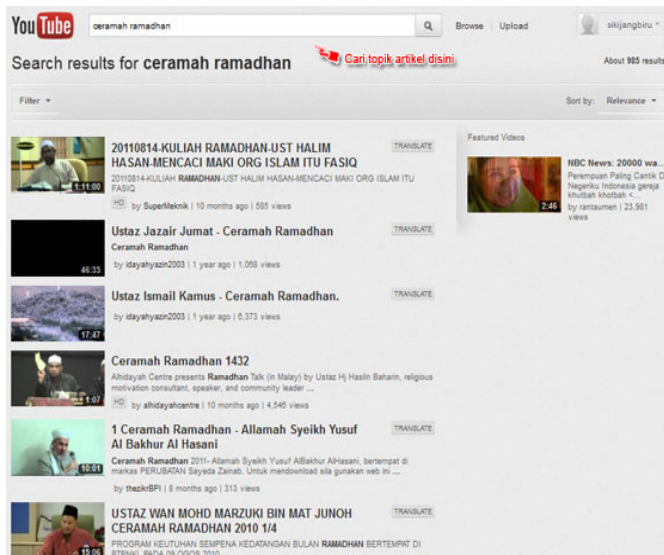 YouTube
ceramah ramadhan
Browse | Upload
sikijangbiru
Cari topik artikel disini
Search results for ceramah ramadhan
About 985 results
Filter
Sort by: Relevance
1:11:00
20110814-KULIAH RAMADHAN-UST HALIM
HASAN-MENCACI MAKI ORG ISLAM ITU FASIQ
TRANSLATE
20110814-KULIAH RAMADHAN-UST HALIM HASAN-MENCACI MAKI ORG ISLAM ITU
FASIQ
HD by SuperMeknik | 10 months ago | 585 views
46:35
Ustaz Jazair Jumat - Ceramah Ramadhan
TRANSLATE
Ceramah Ramadhan
by idayahyazin2003 | 1 year ago | 1,066 views
17:47
Ustaz Ismail Kamus - Ceramah Ramadhan.
TRANSLATE
by idayahyazin2003 | 1 year ago | 6,373 views
1:07
Ceramah Ramadhan 1432
Alhidayah Centre presents Ramadhan Talk (in Malay) by Ustaz Hj Haslin Baharin, religious
motivation consultant, speaker, and community leader ...
HD by alhidayahcentre | 10 months ago | 4,546 views
10:01
1 Ceramah Ramadhan - Allamah Syeikh Yusuf
Al Bakhur Al Hasani
TRANSLATE
Ceramah Ramadhan 2011- Allamah Syeikh Yusuf AlBakhur AlHasani, bertempat di
markas PERUBATAN Sayeda Zainab. Untuk mendownload sila gunakan web ini ...
by thezikrBPI | 8 months ago | 313 views
15:06
USTAZ WAN MOHD MARZUKI BIN MAT JUNOH
CERAMAH RAMADHAN 2010 1/4
TRANSLATE
PROGRAM KEUTUHAN SEMPENA KEDATANGAN BULAN RAMADHAN BERTEMPAT DI
PADA 09 OGOS 2010
Featured Videos
2:46
NBC News: 20000 wa...
Perempuan Paling Cantik D
Negeriku Indonesia gereja
khutbah khotbah <...
by rantaumen | 23,981
views